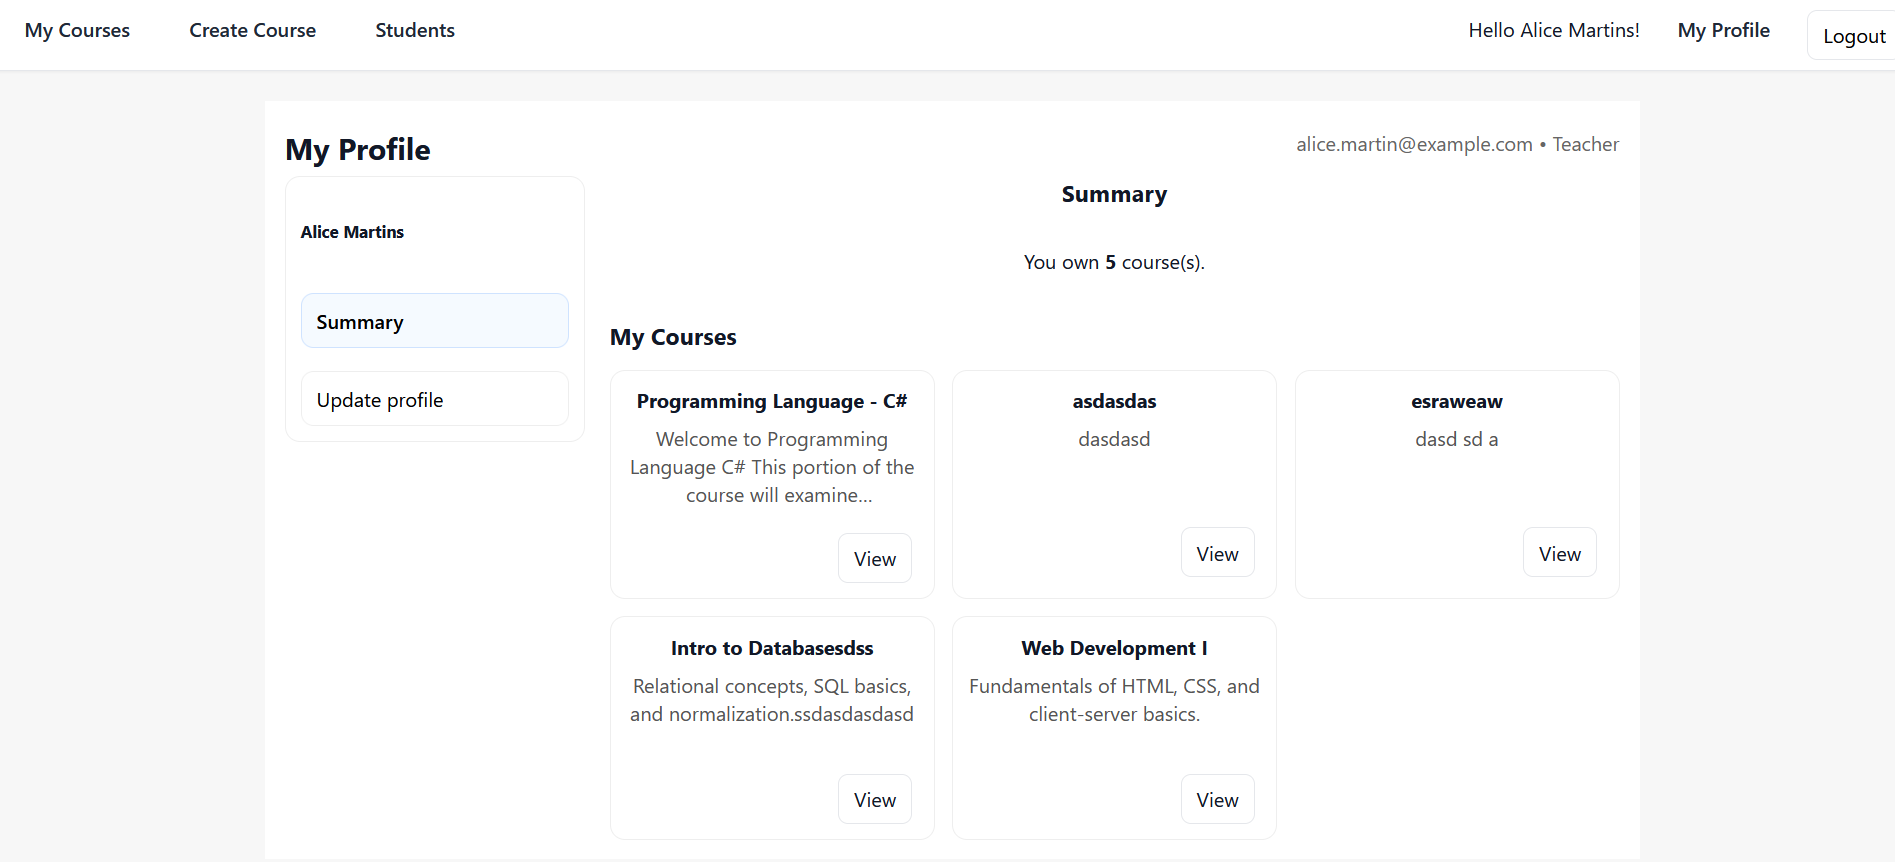 My Courses Create Course Students Hello Alice Martins! My Profile Logout
My Profile
alice.martin@example.com • Teacher
Alice Martins
Summary
Update profile
Summary
You own 5 course(s).
My Courses
Programming Language - C#
Welcome to Programming
Language C# This portion of the
course will examine...
View
asdasdas
dasdasd
View
esraweaw
dasd sd a
View
Intro to Databasesdss
Relational concepts, SQL basics,
and normalization.ssdasdasdasd
View
Web Development I
Fundamentals of HTML, CSS, and
client-server basics.
View